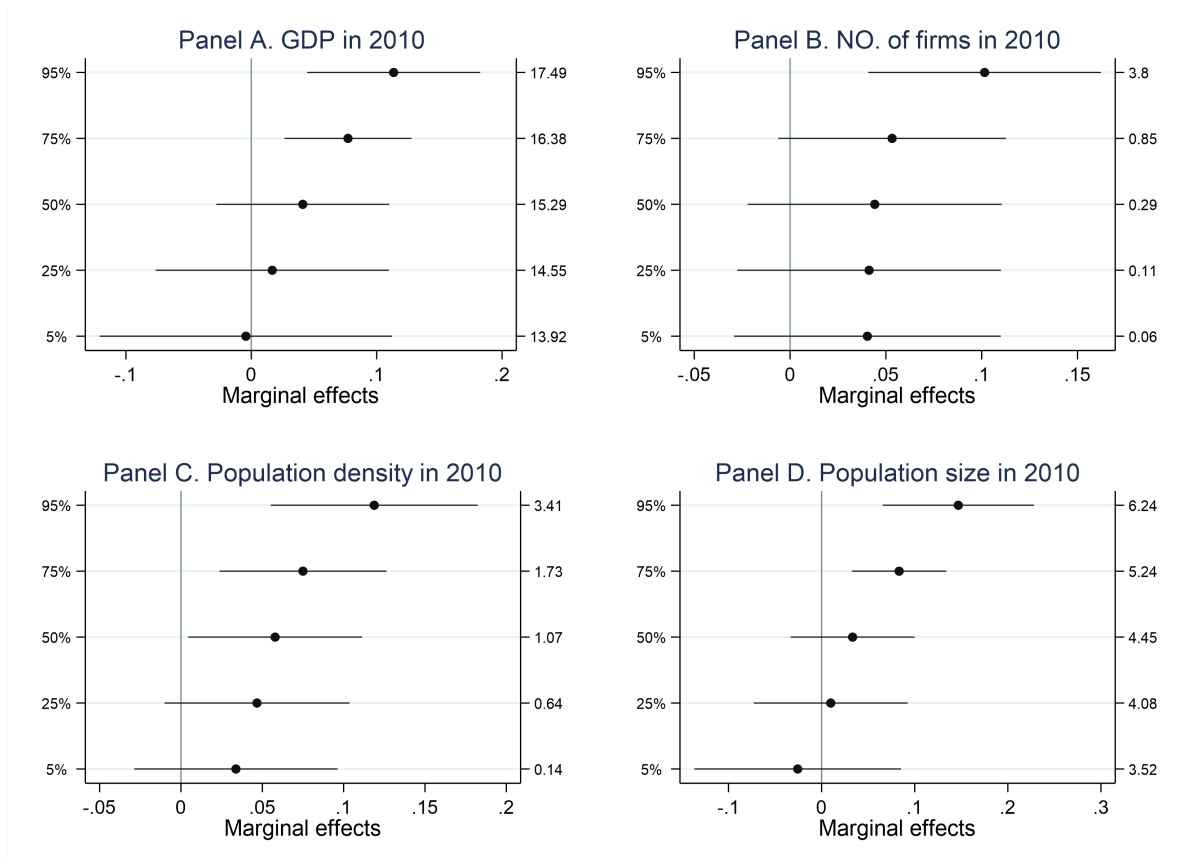 Panel A. GDP in 2010
95% 17.49
75% 16.38
50% 15.29
25% 14.55
5% 13.92
-.1 0 .1 .2
Marginal effects
Panel B. NO. of firms in 2010
95% 3.8
75% 0.85
50% 0.29
25% 0.11
5% 0.06
-.05 0 .05 .1 .15
Marginal effects
Panel C. Population density in 2010
95% 3.41
75% 1.73
50% 1.07
25% 0.64
5% 0.14
-.05 0 .05 .1 .15 .2
Marginal effects
Panel D. Population size in 2010
95% 6.24
75% 5.24
50% 4.45
25% 4.08
5% 3.52
-.1 0 .1 .2 .3
Marginal effects